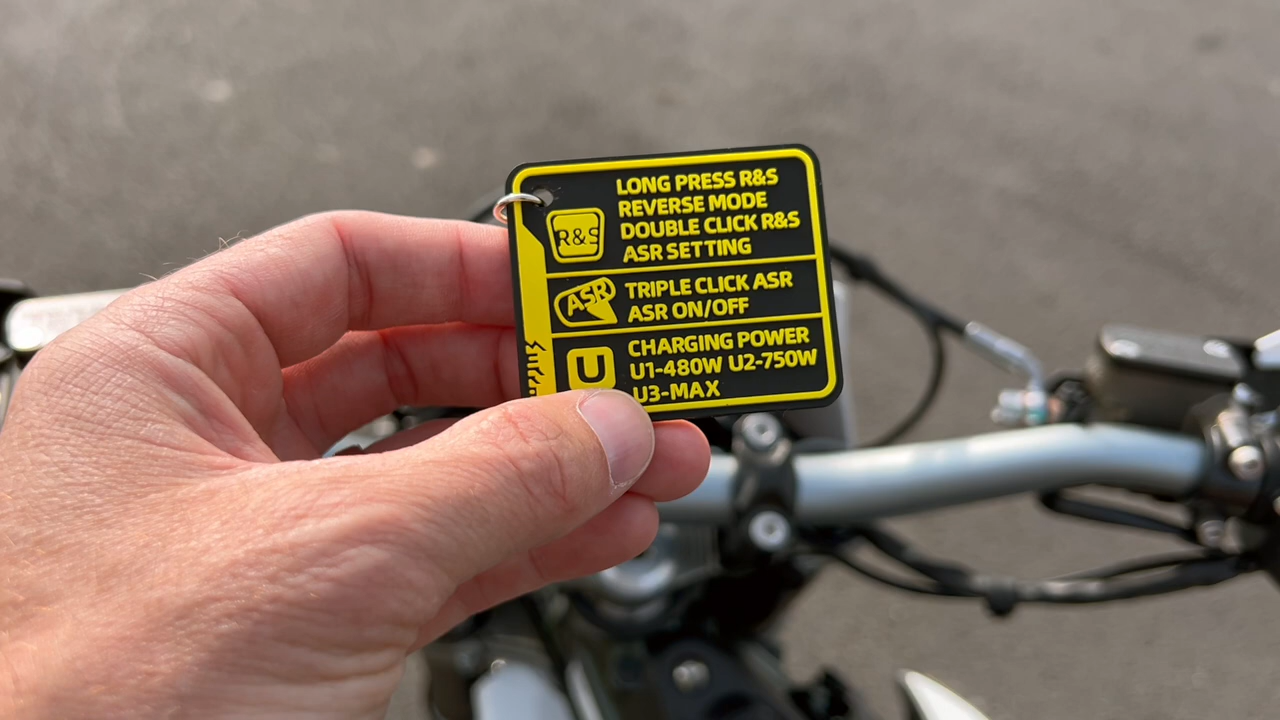 LONG PRESS R&S
REVERSE MODE
DOUBLE CLICK R&S
ASR SETTING
R&S
TRIPLE CLICK ASR
ASR ON/OFF
ASR
CHARGING POWER
U1-480W U2-750W
U3-MAX
U